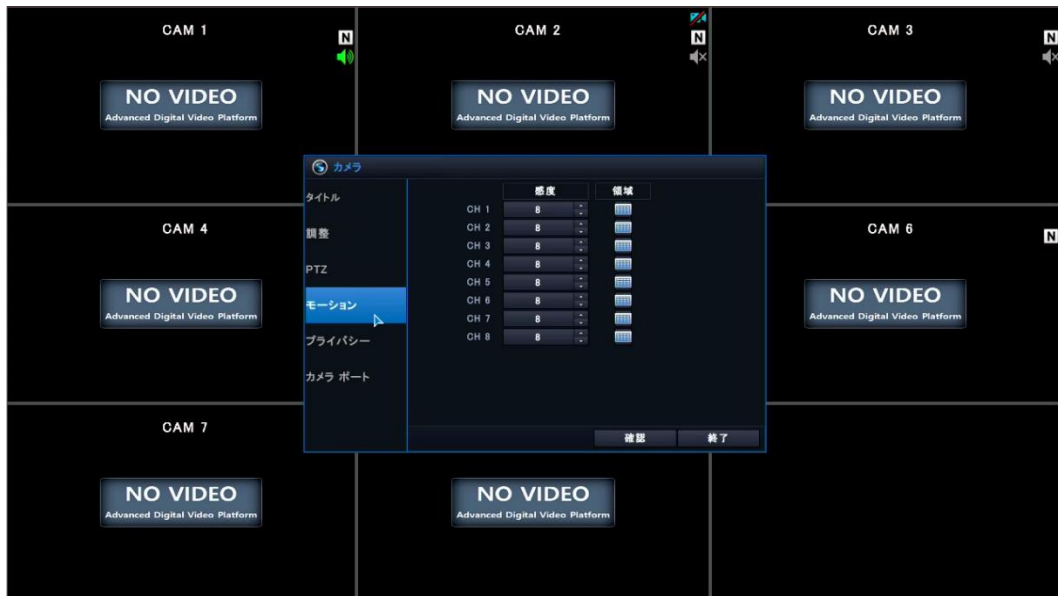 CAM 1
N
NO VIDEO
Advanced Digital Video Platform
CAM 2
N
NO VIDEO
Advanced Digital Video Platform
CAM 3
N
NO VIDEO
Advanced Digital Video Platform
CAM 4
NO VIDEO
Advanced Digital Video Platform
カメラ
タイトル
調整
PTZ
モーション
プライバシー
カメラ ポート
感度 領域
CH 1 8
CH 2 8
CH 3 8
CH 4 8
CH 5 8
CH 6 8
CH 7 8
CH 8 8
確認 終了
CAM 6
N
NO VIDEO
Advanced Digital Video Platform
CAM 7
NO VIDEO
Advanced Digital Video Platform
NO VIDEO
Advanced Digital Video Platform